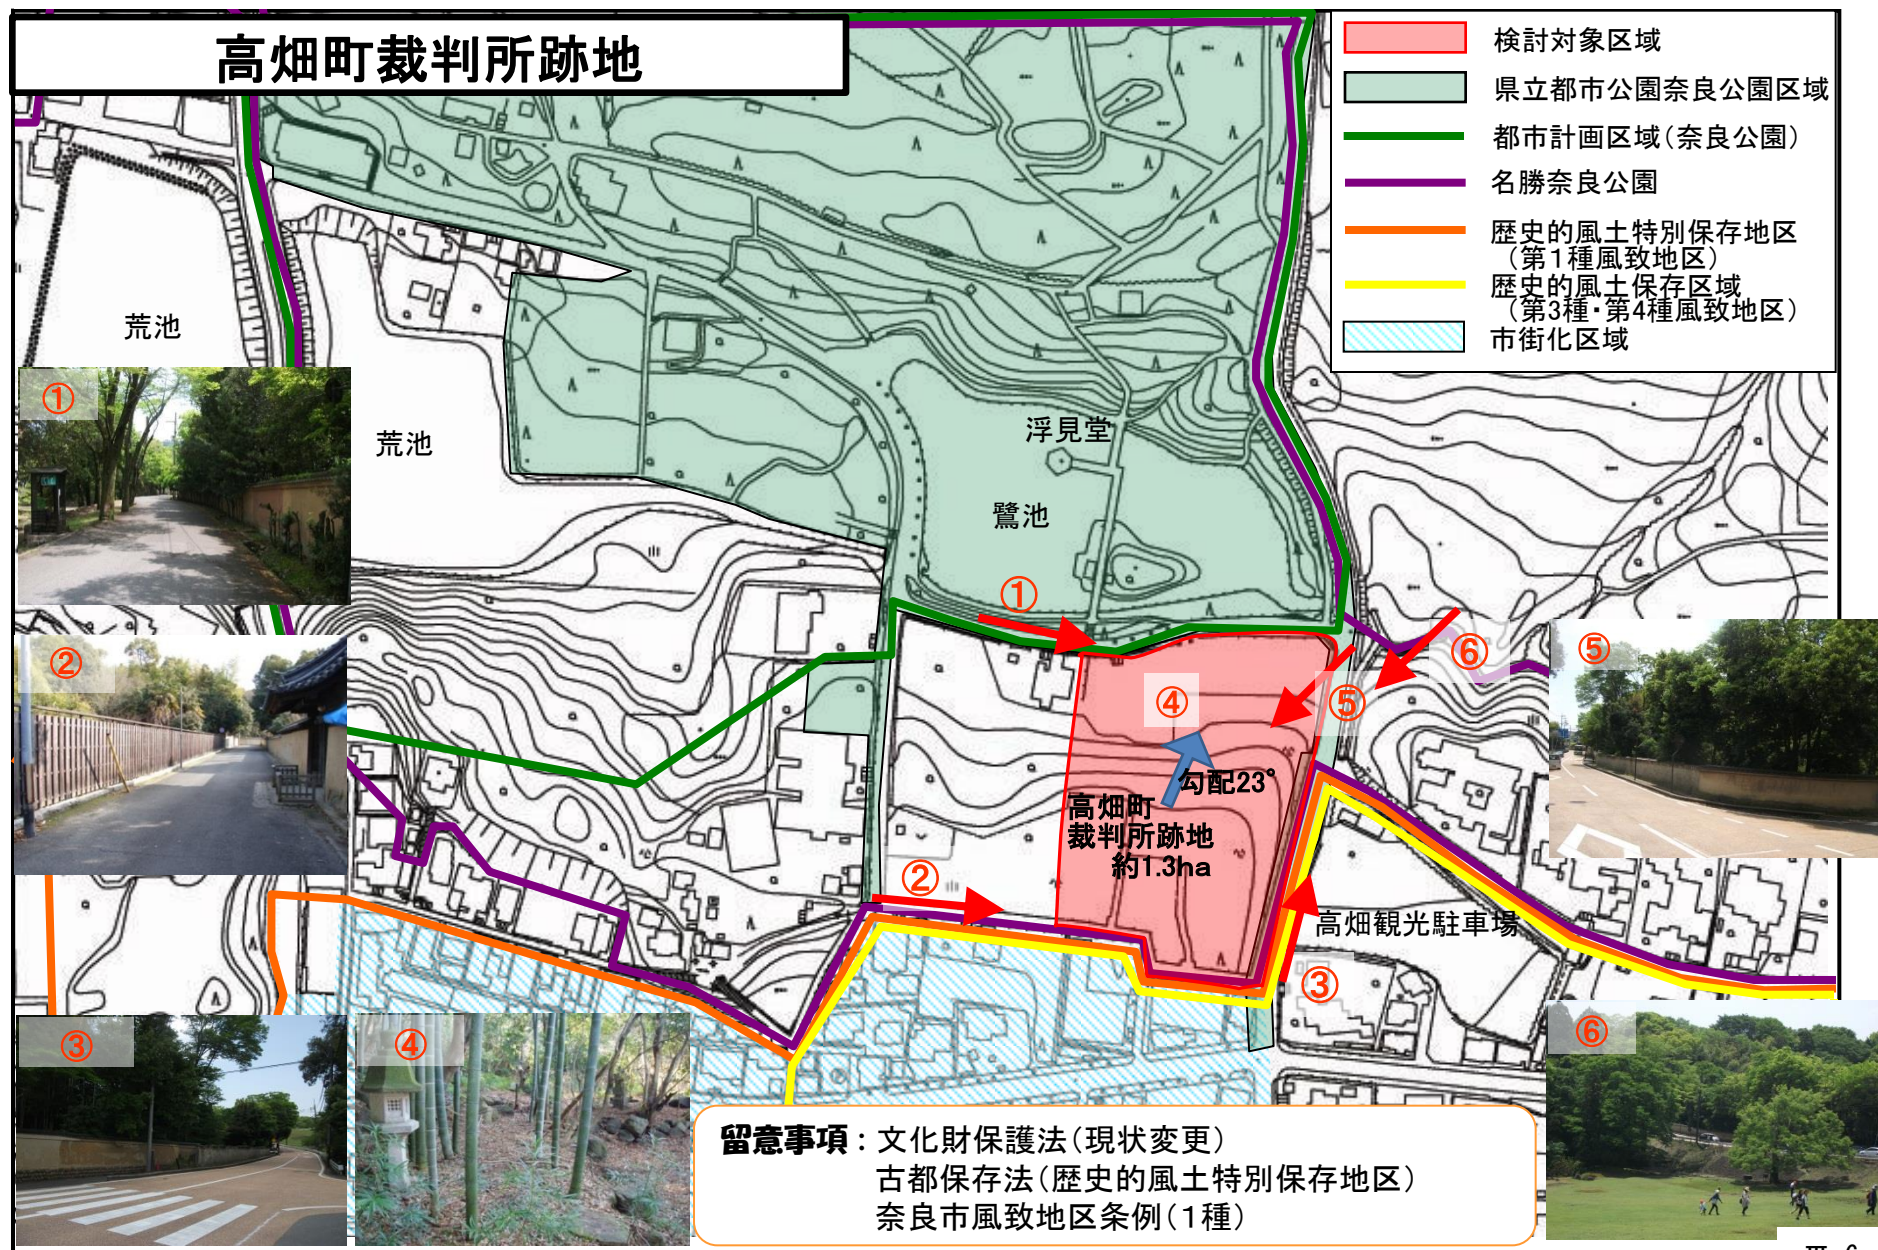 高畑町裁判所跡地
検討対象区域
県立都市公園奈良公園区域
都市計画区域(奈良公園)
名勝奈良公園
歴史的風土特別保存地区
(第1種風致地区)
歴史的風土保存区域
(第3種・第4種風致地区)
市街化区域
荒池
①
荒池
浮見堂
鷺池
①
②
⑥
⑤
④
⑤
勾配23°
高畑町
裁判所跡地
約1.3ha
②
高畑観光駐車場
③
③
④
⑥
留意事項:文化財保護法(現状変更)
古都保存法(歴史的風土特別保存地区)
奈良市風致地区条例(1種)